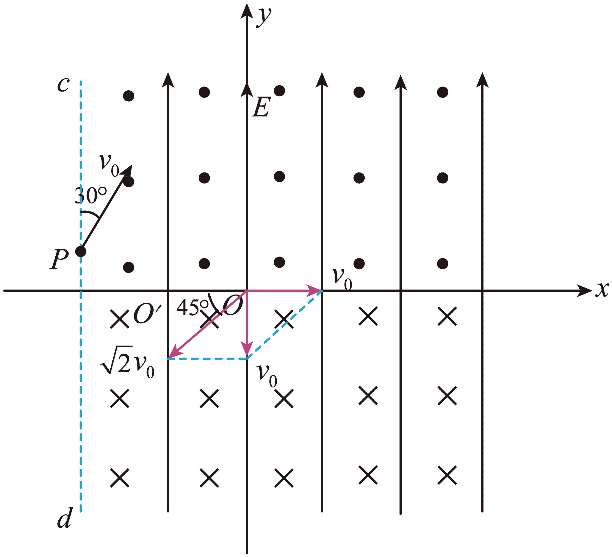 y
c
E
v₀
30°
P
x
v₀
45°
O
O′
√2v₀
v₀
d